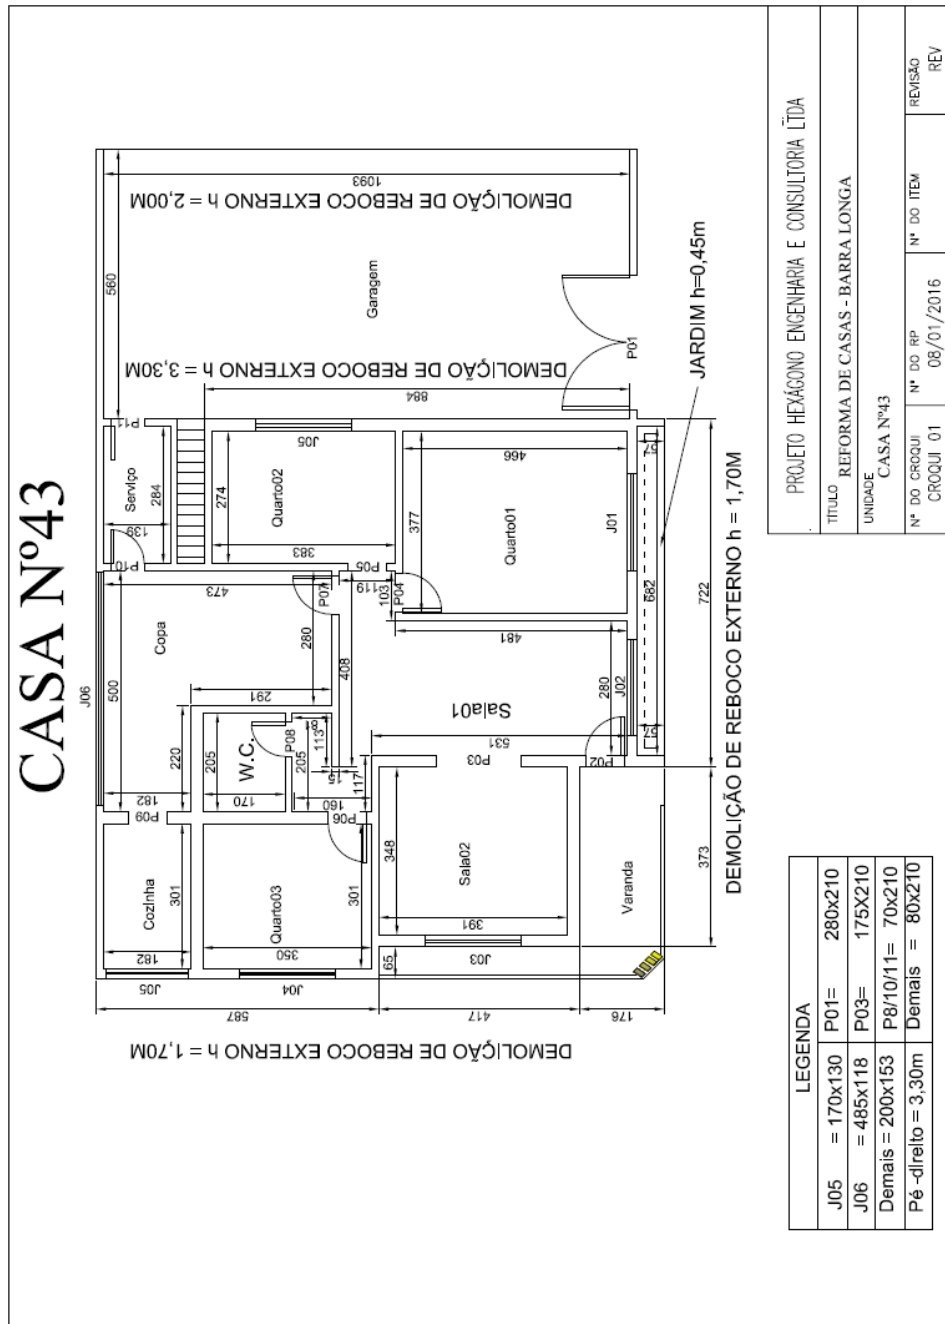 CASA Nº43
DEMOLIÇÃO DE REBOCO EXTERNO h = 2,00M
1093
560
Garagem
DEMOLIÇÃO DE REBOCO EXTERNO h = 3,30M
P01
JARDIM h=0,45m
884
P11
Serviço
284
139
P10
J05
Quarto02
274
383
P05
466
377
Quarto01
J01
57
682
722
J06
Copa
473
500
280
P07
119
103
P04
291
408
481
280
J02
Sala01
220
205
W.C.
170
P08
81
113
205
15
117
160
531
P03
P02
57
182
P09
P06
Cozinha
301
182
J05
Quarto03
301
350
J04
348
Sala02
391
J03
65
Varanda
373
587
417
176
DEMOLIÇÃO DE REBOCO EXTERNO h = 1,70M
DEMOLIÇÃO DE REBOCO EXTERNO h = 1,70M
LEGENDA
J05 = 170x130 P01= 280x210
J06 = 485x118 P03= 175X210
Demais = 200x153 P8/10/11= 70x210
Pé -direito = 3,30m Demais = 80x210
PROJETO HEXÁGONO ENGENHARIA E CONSULTORIA LTDA
TÍTULO
REFORMA DE CASAS - BARRA LONGA
UNIDADE
CASA Nº43
Nº DO CROQUI Nº DO RP Nº DO ITEM REVISÃO
CROQUI 01 08/01/2016 REV